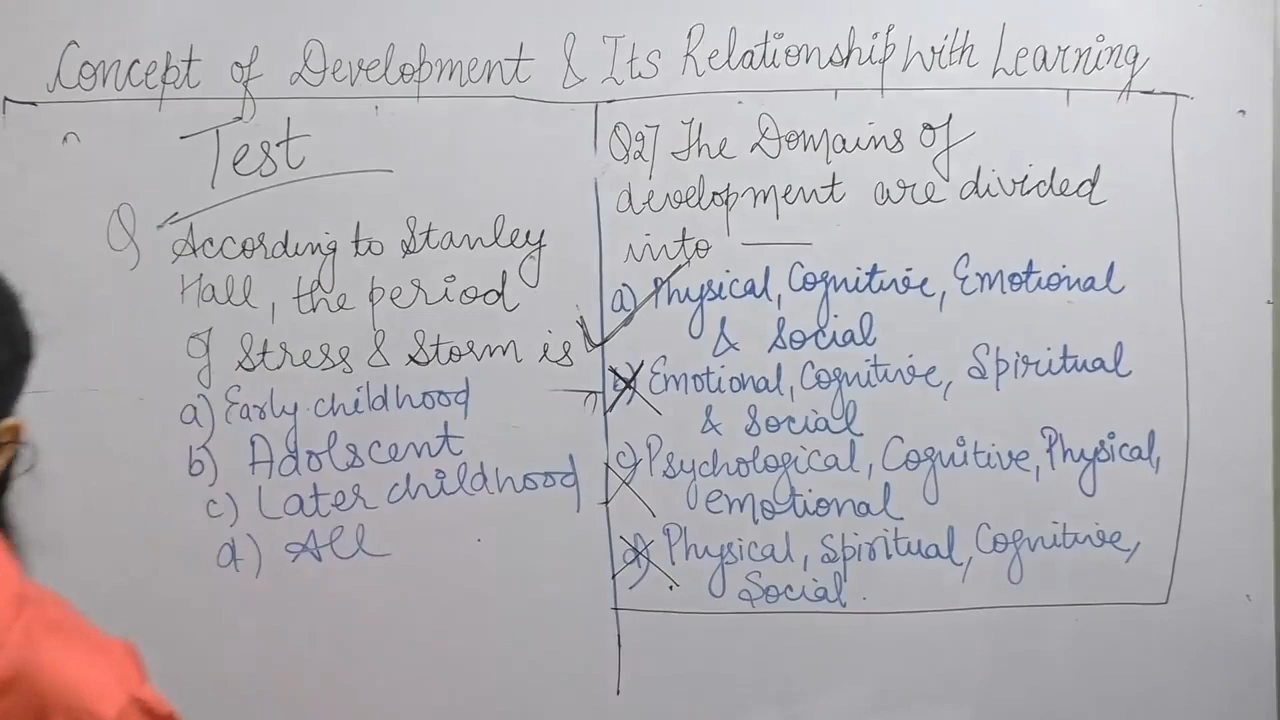 Concept of Development & Its Relationship With Learning
Test
Q According to Stanley
Hall, the period
of Stress & Storm is
a) Early childhood
b) Adolscent
c) Later childhood
d) All
Q2] The Domains of
development are divided
into
a) Physical, Cognitive, Emotional
& Social
b) Emotional, Cognitive, Spiritual
& Social
c) Psychological, Cognitive, Physical,
emotional
d) Physical, Spiritual, Cognitive,
Social.